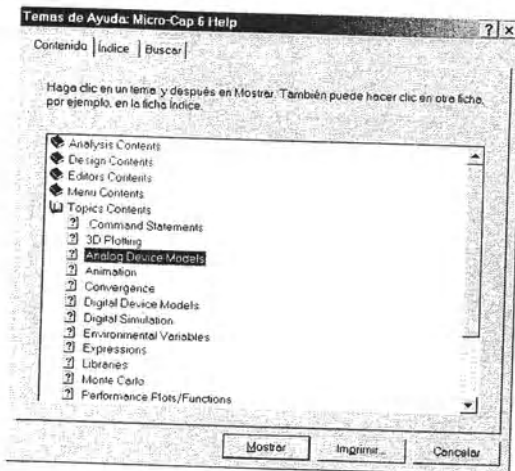 Temas de Ayuda: Micro-Cap 6 Help
Contenido Índice Buscar
Haga clic en un tema y después en Mostrar. También puede hacer clic en otra ficha,
por ejemplo, en la ficha Índice.
Analysis Contents
Design Contents
Editors Contents
Menu Contents
Topics Contents
Command Statements
3D Plotting
Analog Device Models
Animation
Convergence
Digital Device Models
Digital Simulation
Environmental Variables
Expressions
Libraries
Monte Carlo
Performance Plots/Functions
Mostrar Imprimir... Cancelar